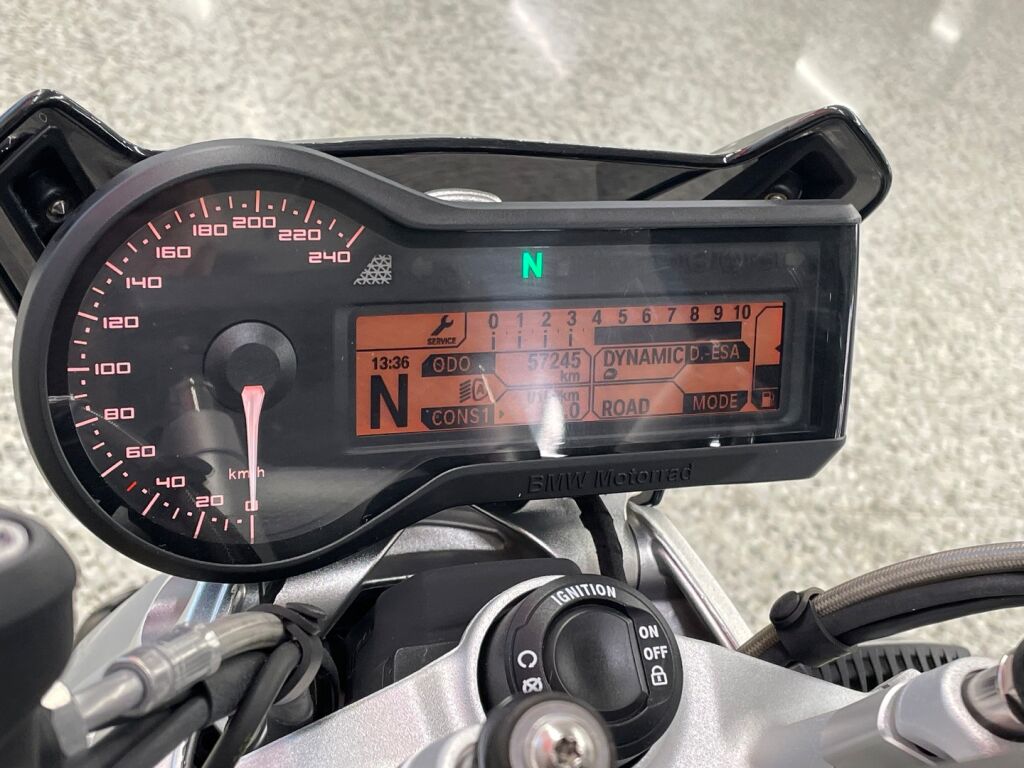 200
180
220
160
240
140
120
100
80
60
40
20
0
km/h
N
SERVICE
0 1 2 3 4 5 6 7 8 9 10
13:36
ODO 57245
km
DYNAMIC D.-ESA
N
CONS1
ROAD
MODE
BMW Motorrad
IGNITION
ON
OFF